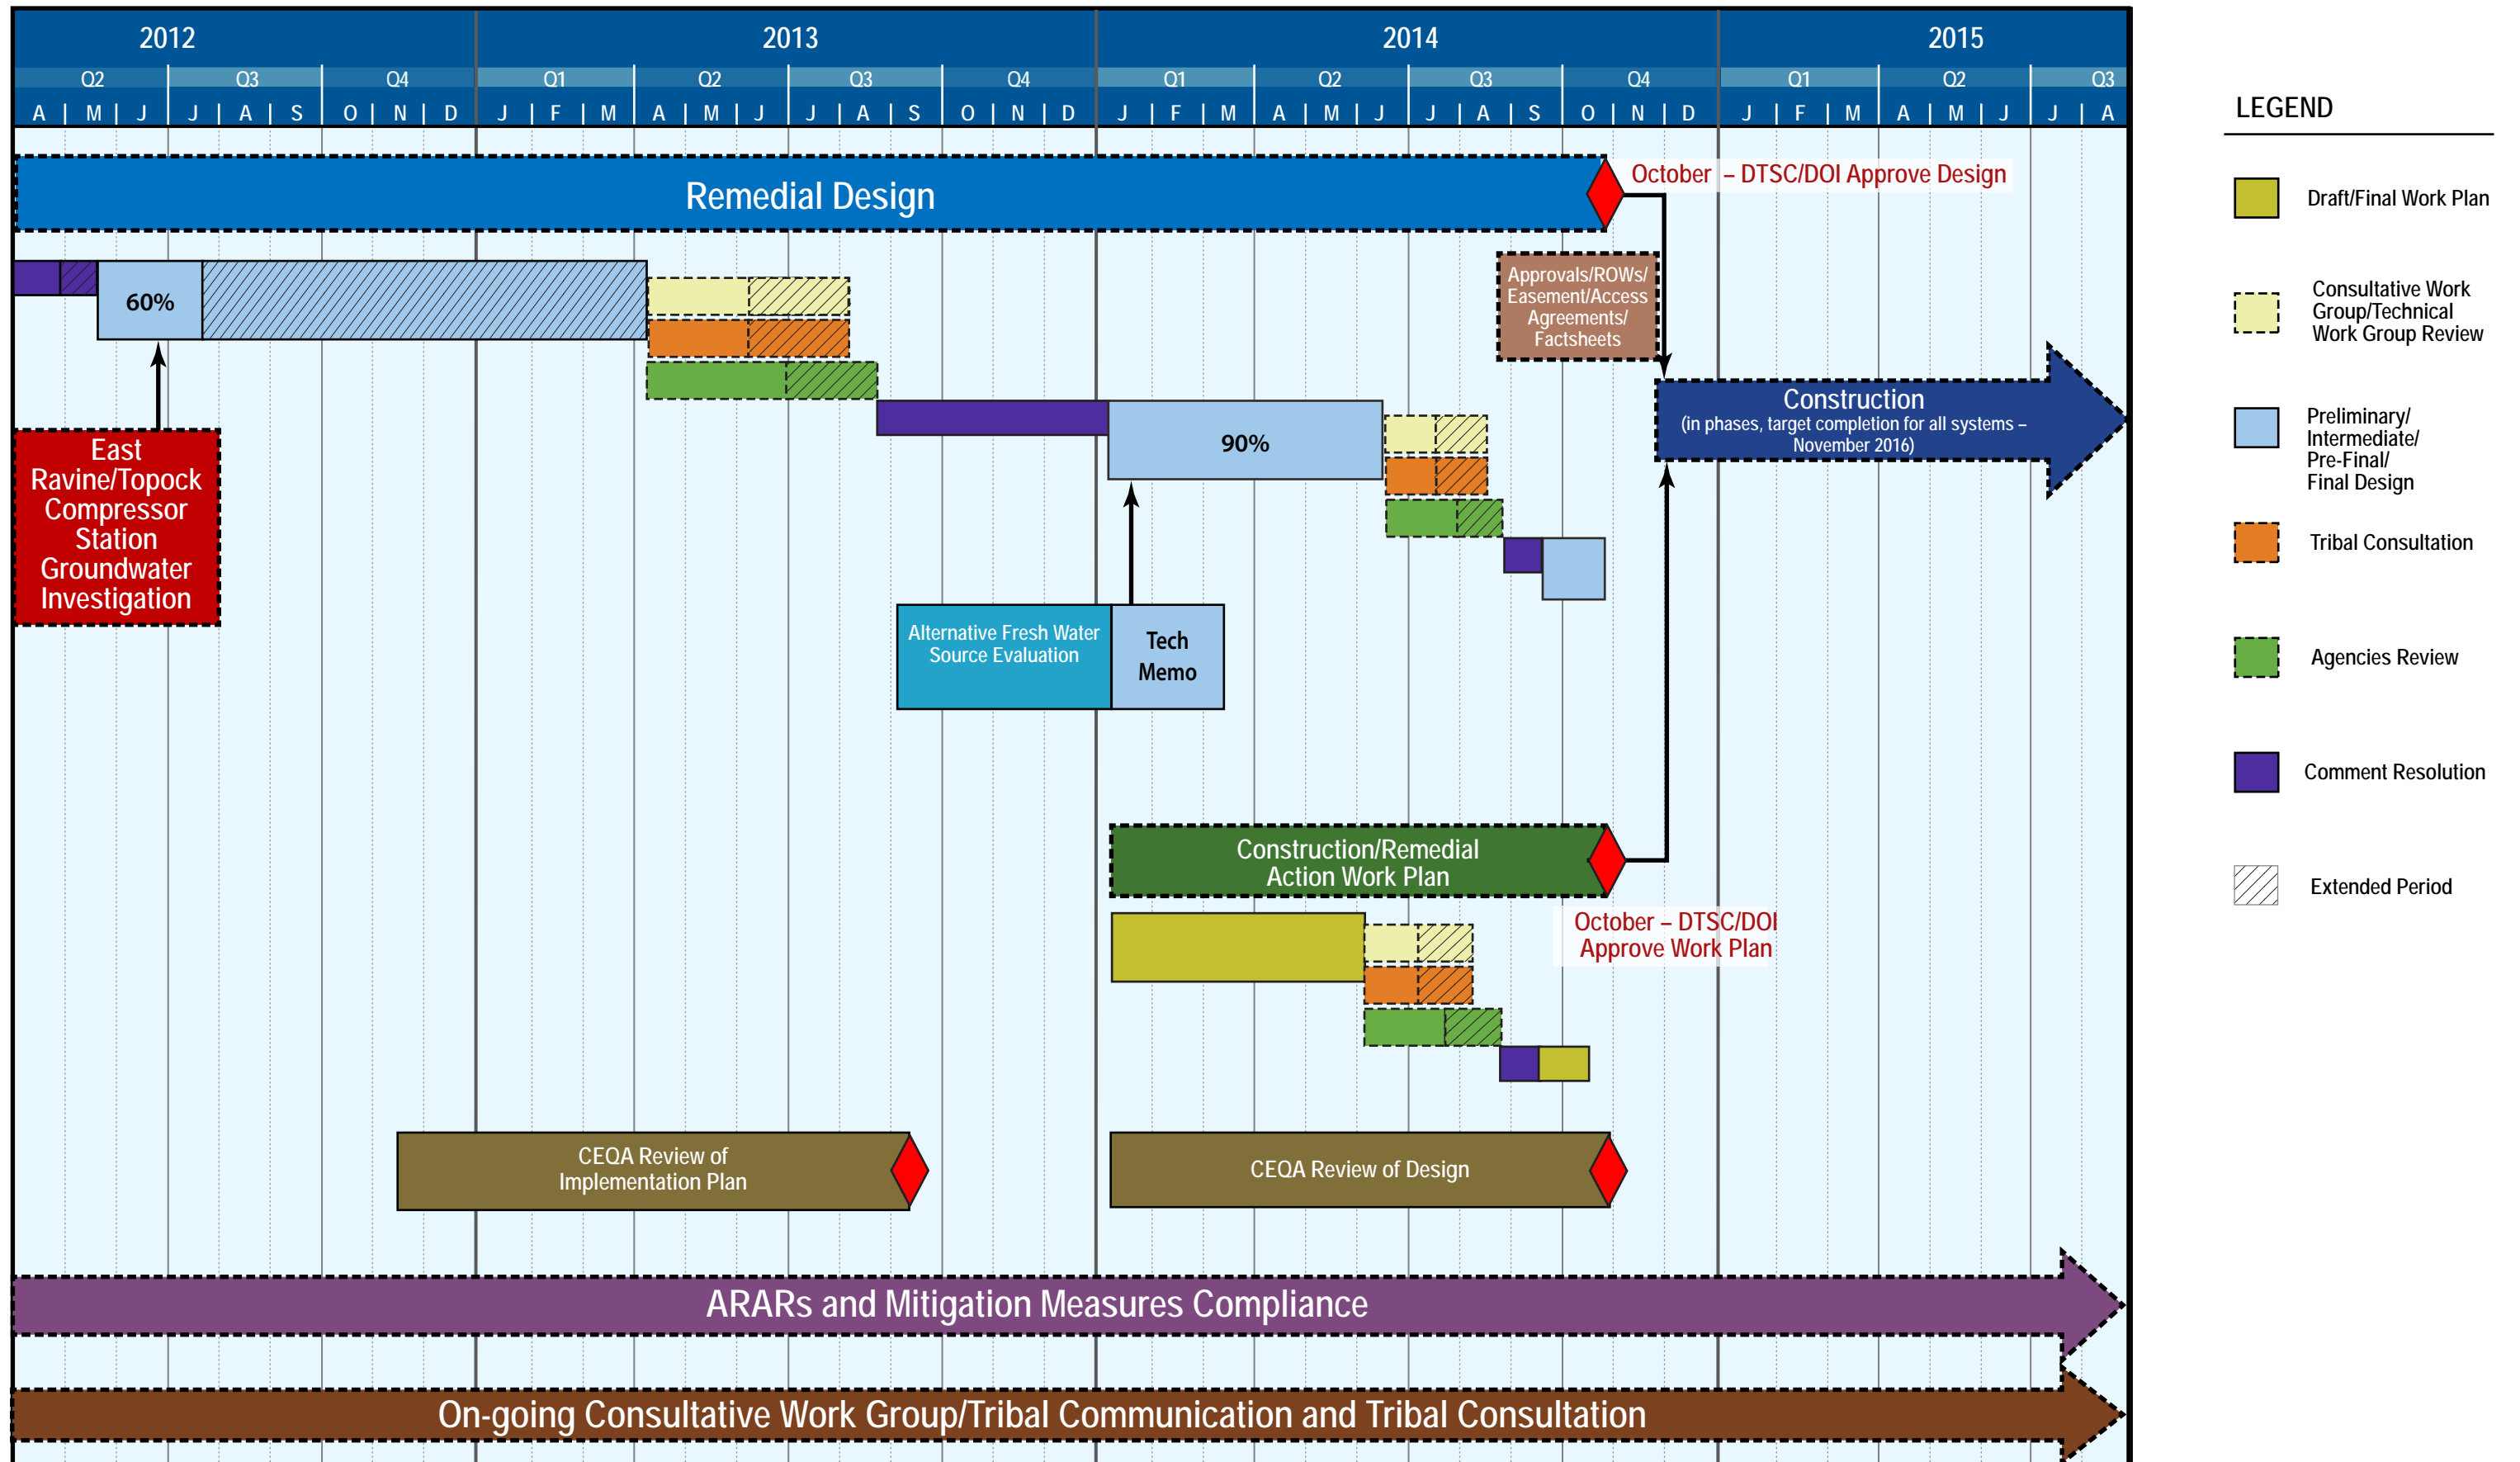 2012 2013 2014 2015
Q2 Q3 Q4 Q1 Q2 Q3 Q4 Q1 Q2 Q3 Q4 Q1 Q2 Q3
A M J J A S O N D J F M A M J J A S O N D J F M A M J J A S O N D J F M A M J J A
Remedial Design
October – DTSC/DOI Approve Design
60%
Approvals/ROWs/
Easement/Access
Agreements/
Factsheets
Construction
(in phases, target completion for all systems –
November 2016)
East
Ravine/Topock
Compressor
Station
Groundwater
Investigation
90%
Alternative Fresh Water
Source Evaluation
Tech
Memo
Construction/Remedial
Action Work Plan
October – DTSC/DOI
Approve Work Plan
CEQA Review of
Implementation Plan
CEQA Review of Design
ARARs and Mitigation Measures Compliance
On-going Consultative Work Group/Tribal Communication and Tribal Consultation
LEGEND
Draft/Final Work Plan
Consultative Work
Group/Technical
Work Group Review
Preliminary/
Intermediate/
Pre-Final/
Final Design
Tribal Consultation
Agencies Review
Comment Resolution
Extended Period